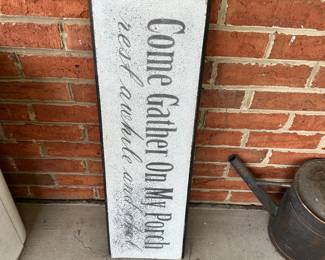 Come Gather On My Porch
rest awhile and